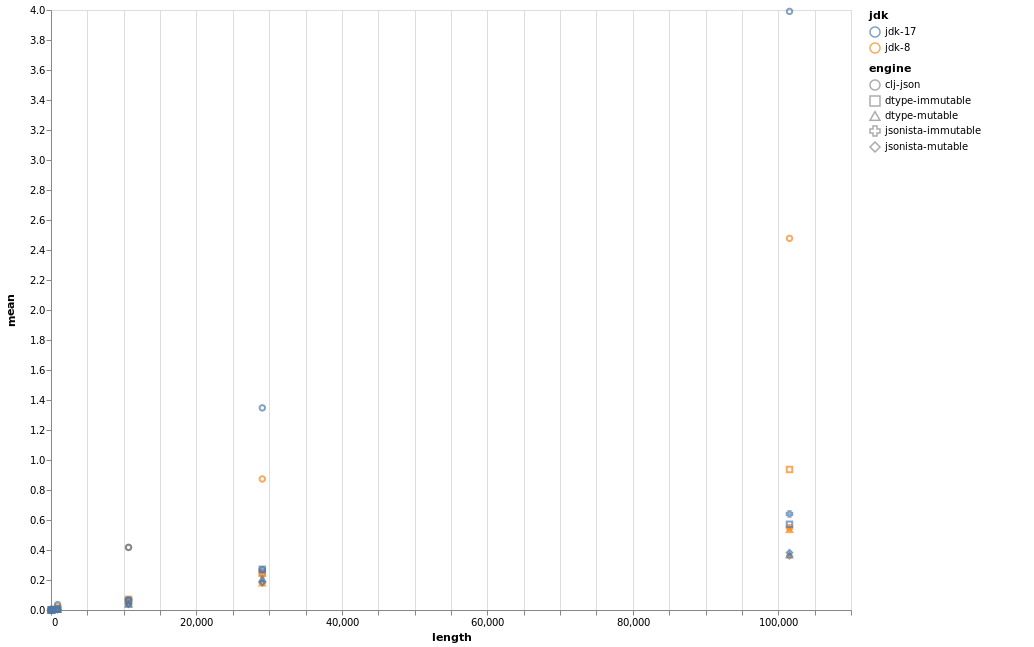 4.0
3.8
3.6
3.4
3.2
3.0
2.8
2.6
2.4
2.2
2.0
1.8
1.6
1.4
1.2
1.0
0.8
0.6
0.4
0.2
0.0
mean
0
20,000
40,000
60,000
80,000
100,000
length
jdk
jdk-17
jdk-8
engine
clj-json
dtype-immutable
dtype-mutable
jsonista-immutable
jsonista-mutable